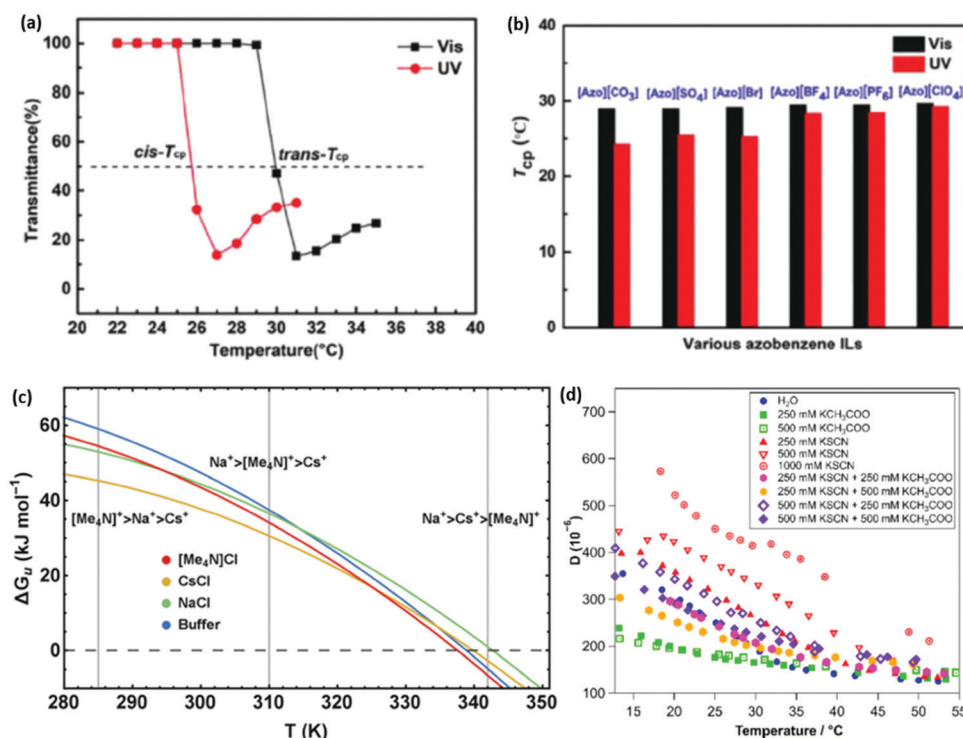 (a)
Transmittance(%)
100
80
60
40
20
0
Vis
UV
cis-Tcp
trans-Tcp
20 22 24 26 28 30 32 34 36 38 40
Temperature(°C)
(b)
Tcp (°C)
40
30
20
10
0
Vis
UV
[Azo][CO3] [Azo][SO4] [Azo][Br] [Azo][BF4] [Azo][PF6] [Azo][ClO4]
Various azobenzene ILs
(c)
ΔGu (kJ mol−1)
60
40
20
0
Na+>[Me4N]+>Cs+
[Me4N]+>Na+>Cs+
Na+>Cs+>[Me4N]+
[Me4N]Cl
CsCl
NaCl
Buffer
280 290 300 310 320 330 340 350
T (K)
(d)
D (10-6)
700
600
500
400
300
200
100
H2O
250 mM KCH3COO
500 mM KCH3COO
250 mM KSCN
500 mM KSCN
1000 mM KSCN
250 mM KSCN + 250 mM KCH3COO
250 mM KSCN + 500 mM KCH3COO
500 mM KSCN + 250 mM KCH3COO
500 mM KSCN + 500 mM KCH3COO
15 20 25 30 35 40 45 50 55
Temperature / °C